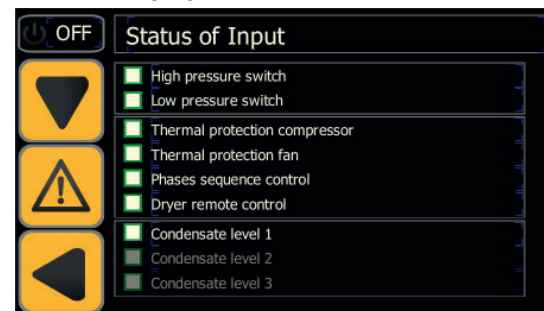 OFF
Status of Input
High pressure switch
Low pressure switch
Thermal protection compressor
Thermal protection fan
Phases sequence control
Dryer remote control
Condensate level 1
Condensate level 2
Condensate level 3